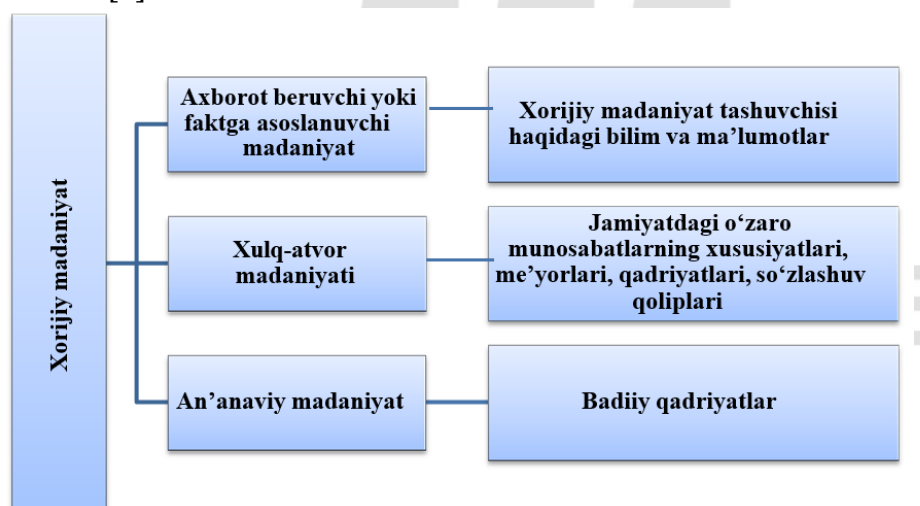 Xorijiy madaniyat
Axborot beruvchi yoki
faktga asoslanuvchi
madaniyat
Xorijiy madaniyat tashuvchisi
haqidagi bilim va ma’lumotlar
Xulq-atvor
madaniyati
Jamiyatdagi o‘zaro
munosabatlarning xususiyatlari,
me’yorlari, qadriyatlari, so‘zlashuv
qoliplari
An’anaviy madaniyat
Badiiy qadriyatlar